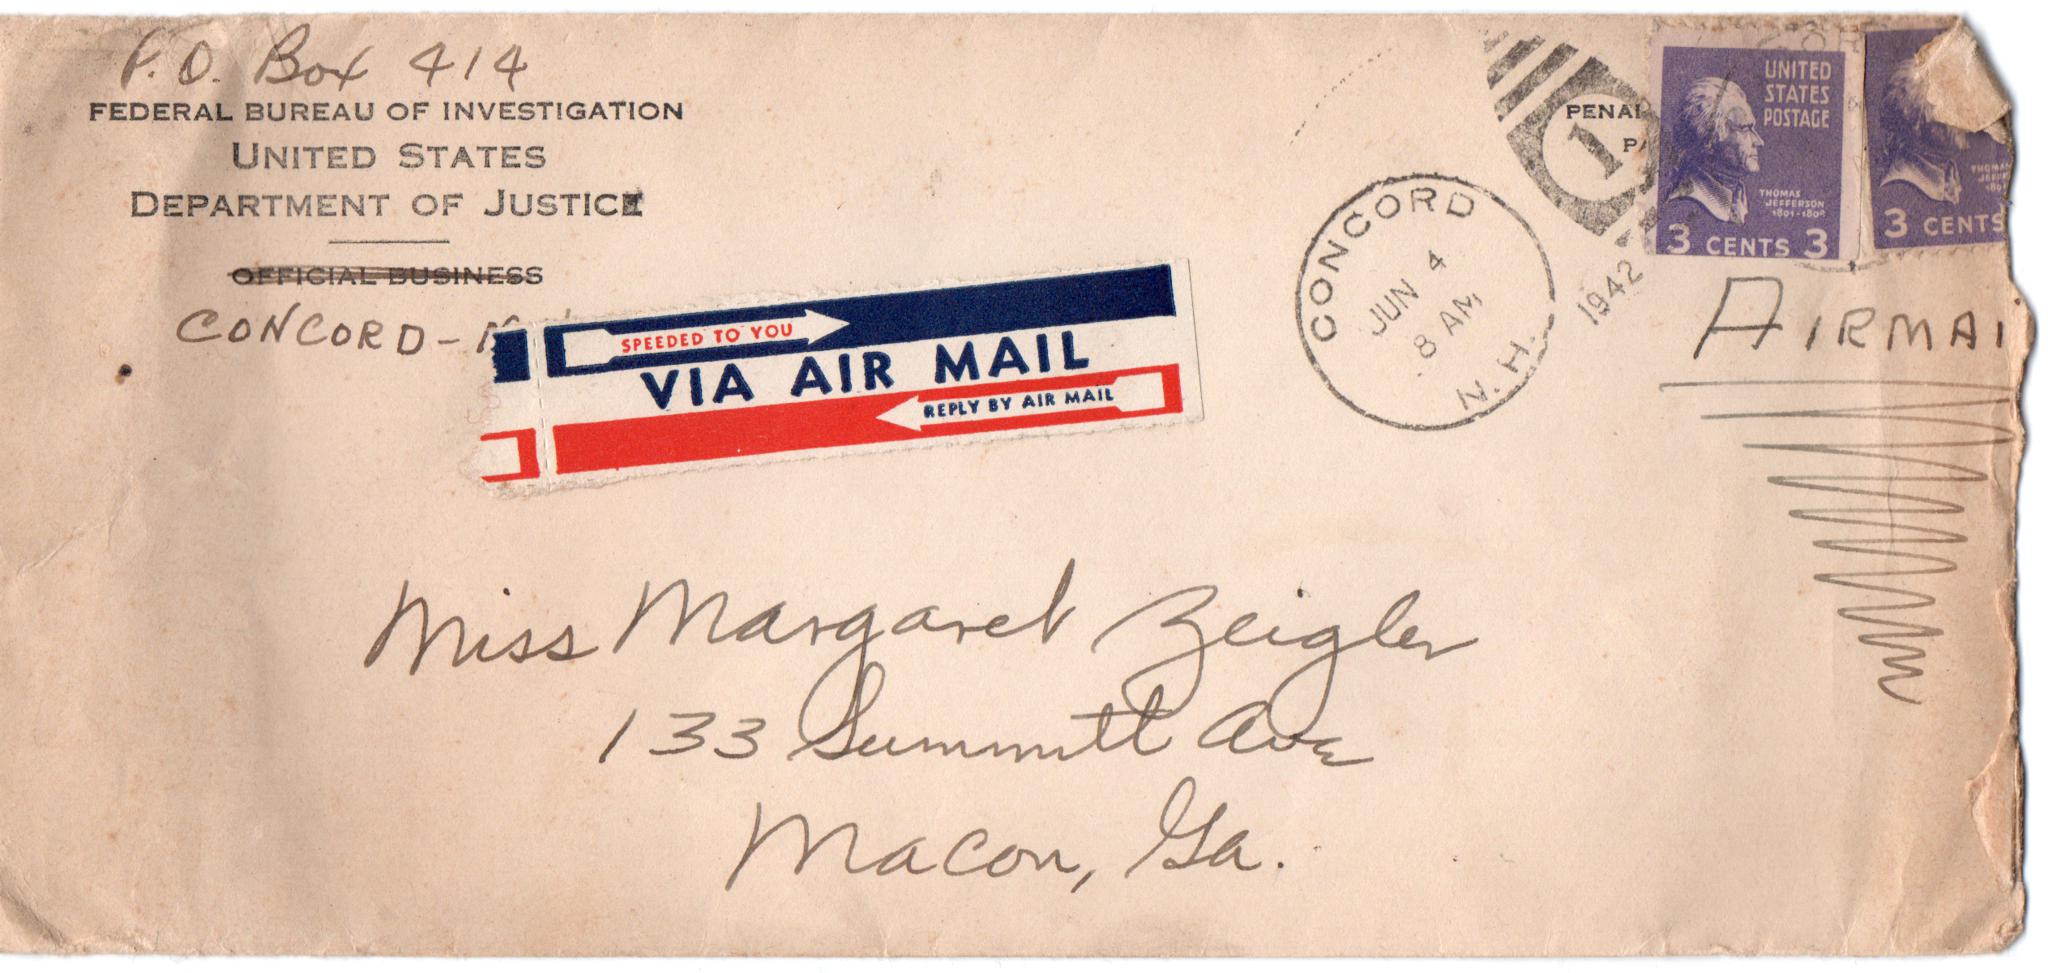 P.O. Box 414
FEDERAL BUREAU OF INVESTIGATION
UNITED STATES
DEPARTMENT OF JUSTICE
OFFICIAL BUSINESS
CONCORD -
SPEEDED TO YOU
VIA AIR MAIL
REPLY BY AIR MAIL
CONCORD
JUN 4
8 AM
1942
N.H.
1
UNITED
STATES
POSTAGE
THOMAS
JEFFERSON
1801-1809
3 CENTS 3
3 CENTS
AIRMAI
Miss Margaret Zeigler
133 Summitt Ave
Macon, Ga.